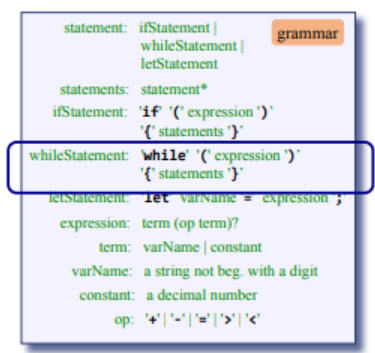 grammar
statement: ifStatement |
whileStatement |
letStatement
statements: statement*
ifStatement: 'if' '(' expression ')'
'{' statements '}'
whileStatement: 'while' '(' expression ')'
'{' statements '}'
letStatement: 'let' varName '=' expression ';'
expression: term (op term)?
term: varName | constant
varName: a string not beg. with a digit
constant: a decimal number
op: '+' | '-' | '=' | '>' | '<'